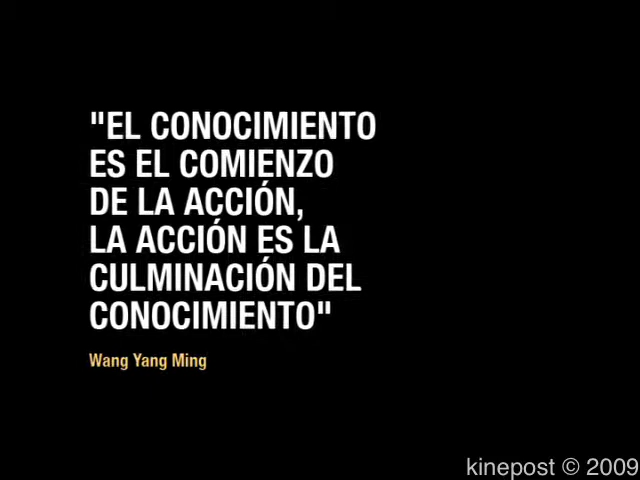 "EL CONOCIMIENTO
ES EL COMIENZO
DE LA ACCIÓN,
LA ACCIÓN ES LA
CULMINACIÓN DEL
CONOCIMIENTO"
Wang Yang Ming
kinepost © 2009